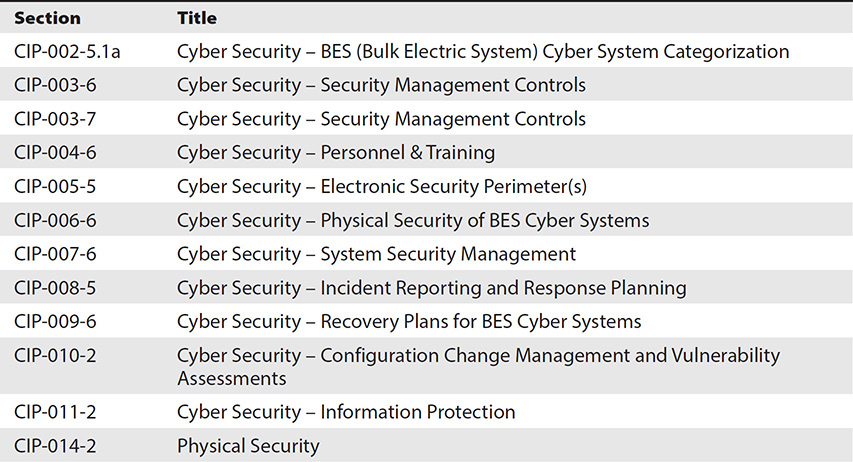 Section Title
CIP-002-5.1a Cyber Security – BES (Bulk Electric System) Cyber System Categorization
CIP-003-6 Cyber Security – Security Management Controls
CIP-003-7 Cyber Security – Security Management Controls
CIP-004-6 Cyber Security – Personnel & Training
CIP-005-5 Cyber Security – Electronic Security Perimeter(s)
CIP-006-6 Cyber Security – Physical Security of BES Cyber Systems
CIP-007-6 Cyber Security – System Security Management
CIP-008-5 Cyber Security – Incident Reporting and Response Planning
CIP-009-6 Cyber Security – Recovery Plans for BES Cyber Systems
CIP-010-2 Cyber Security – Configuration Change Management and Vulnerability
Assessments
CIP-011-2 Cyber Security – Information Protection
CIP-014-2 Physical Security